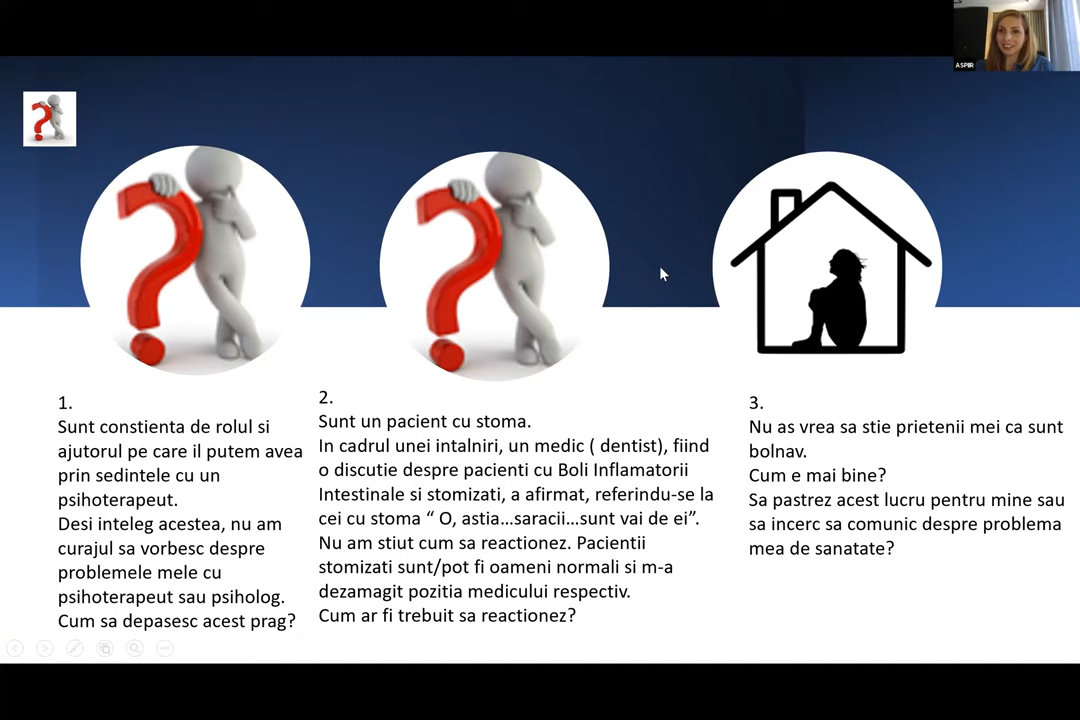 ASPIIR
1.
Sunt constienta de rolul si
ajutorul pe care il putem avea
prin sedintele cu un
psihoterapeut.
Desi inteleg acestea, nu am
curajul sa vorbesc despre
problemele mele cu
psihoterapeut sau psiholog.
Cum sa depasesc acest prag?
2.
Sunt un pacient cu stoma.
In cadrul unei intalniri, un medic ( dentist), fiind
o discutie despre pacienti cu Boli Inflamatorii
Intestinale si stomizati, a afirmat, referindu-se la
cei cu stoma “ O, astia...saracii...sunt vai de ei”.
Nu am stiut cum sa reactionez. Pacientii
stomizati sunt/pot fi oameni normali si m-a
dezamagit pozitia medicului respectiv.
Cum ar fi trebuit sa reactionez?
3.
Nu as vrea sa stie prietenii mei ca sunt
bolnav.
Cum e mai bine?
Sa pastrez acest lucru pentru mine sau
sa incerc sa comunic despre problema
mea de sanatate?